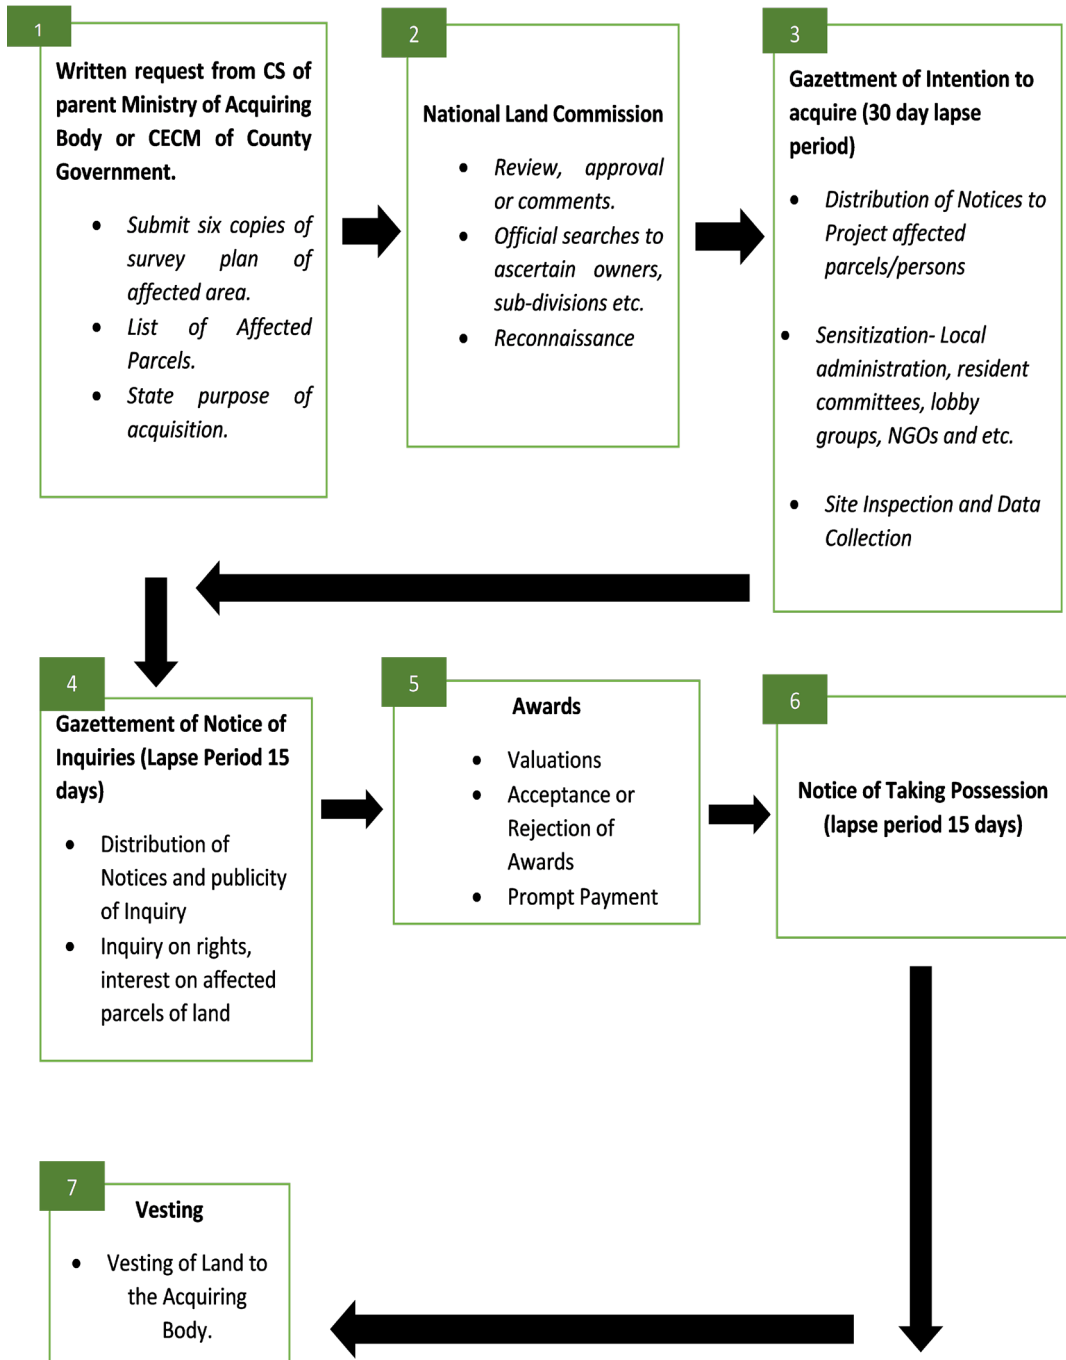 1
Written request from CS of
parent Ministry of Acquiring
Body or CECM of County
Government.
• Submit six copies of
survey plan of
affected area.
• List of Affected
Parcels.
• State purpose of
acquisition.
2
National Land Commission
• Review, approval
or comments.
• Official searches to
ascertain owners,
sub-divisions etc.
• Reconnaissance
3
Gazettment of Intention to
acquire (30 day lapse
period)
• Distribution of Notices to
Project affected
parcels/persons
• Sensitization- Local
administration, resident
committees, lobby
groups, NGOs and etc.
• Site Inspection and Data
Collection
4
Gazettement of Notice of
Inquiries (Lapse Period 15
days)
• Distribution of
Notices and publicity
of Inquiry
• Inquiry on rights,
interest on affected
parcels of land
5
Awards
• Valuations
• Acceptance or
Rejection of
Awards
• Prompt Payment
6
Notice of Taking Possession
(lapse period 15 days)
7
Vesting
• Vesting of Land to
the Acquiring
Body.